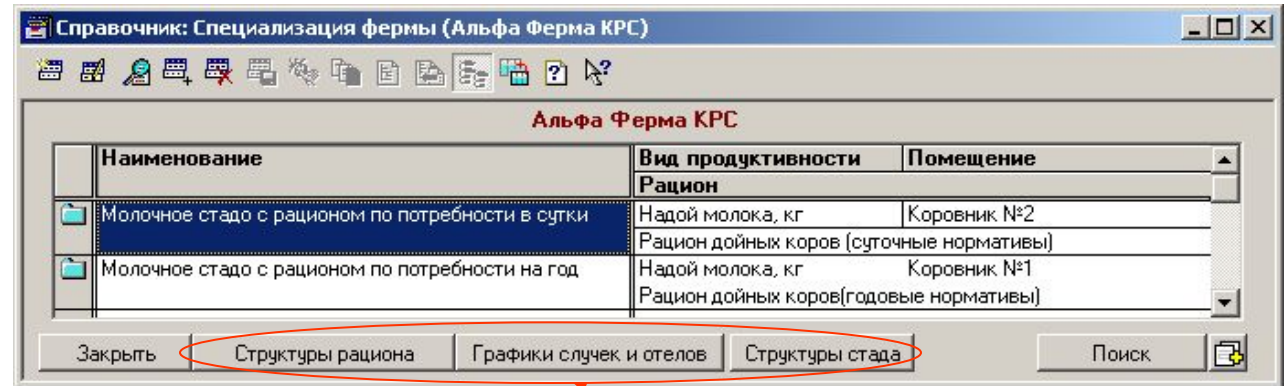 Справочник: Специализация фермы (Альфа Ферма КРС)
Альфа Ферма КРС
Наименование Вид продуктивности Помещение
Рацион
Молочное стадо с рационом по потребности в сутки Надой молока, кг Коровник №2
Рацион дойных коров (суточные нормативы)
Молочное стадо с рационом по потребности на год Надой молока, кг Коровник №1
Рацион дойных коров(годовые нормативы)
Закрыть Структуры рациона Графики случек и отелов Структуры стада Поиск